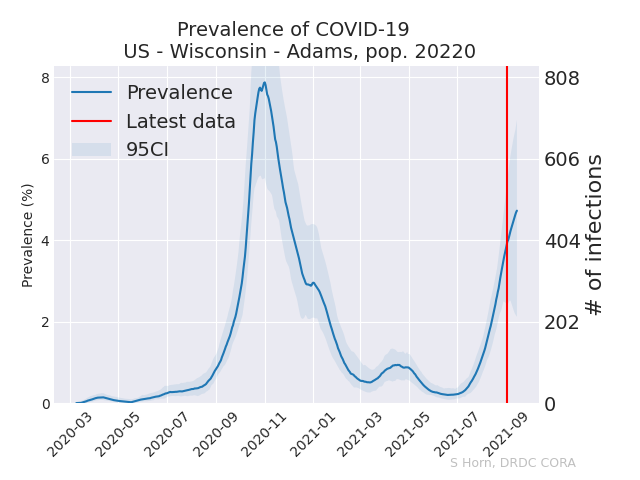 Prevalence of COVID-19
US - Wisconsin - Adams, pop. 20220
Prevalence
Latest data
95CI
Prevalence (%)
8
6
4
2
0
808
606
404
202
0
# of infections
2020-03
2020-05
2020-07
2020-09
2020-11
2021-01
2021-03
2021-05
2021-07
2021-09
S Horn, DRDC CORA